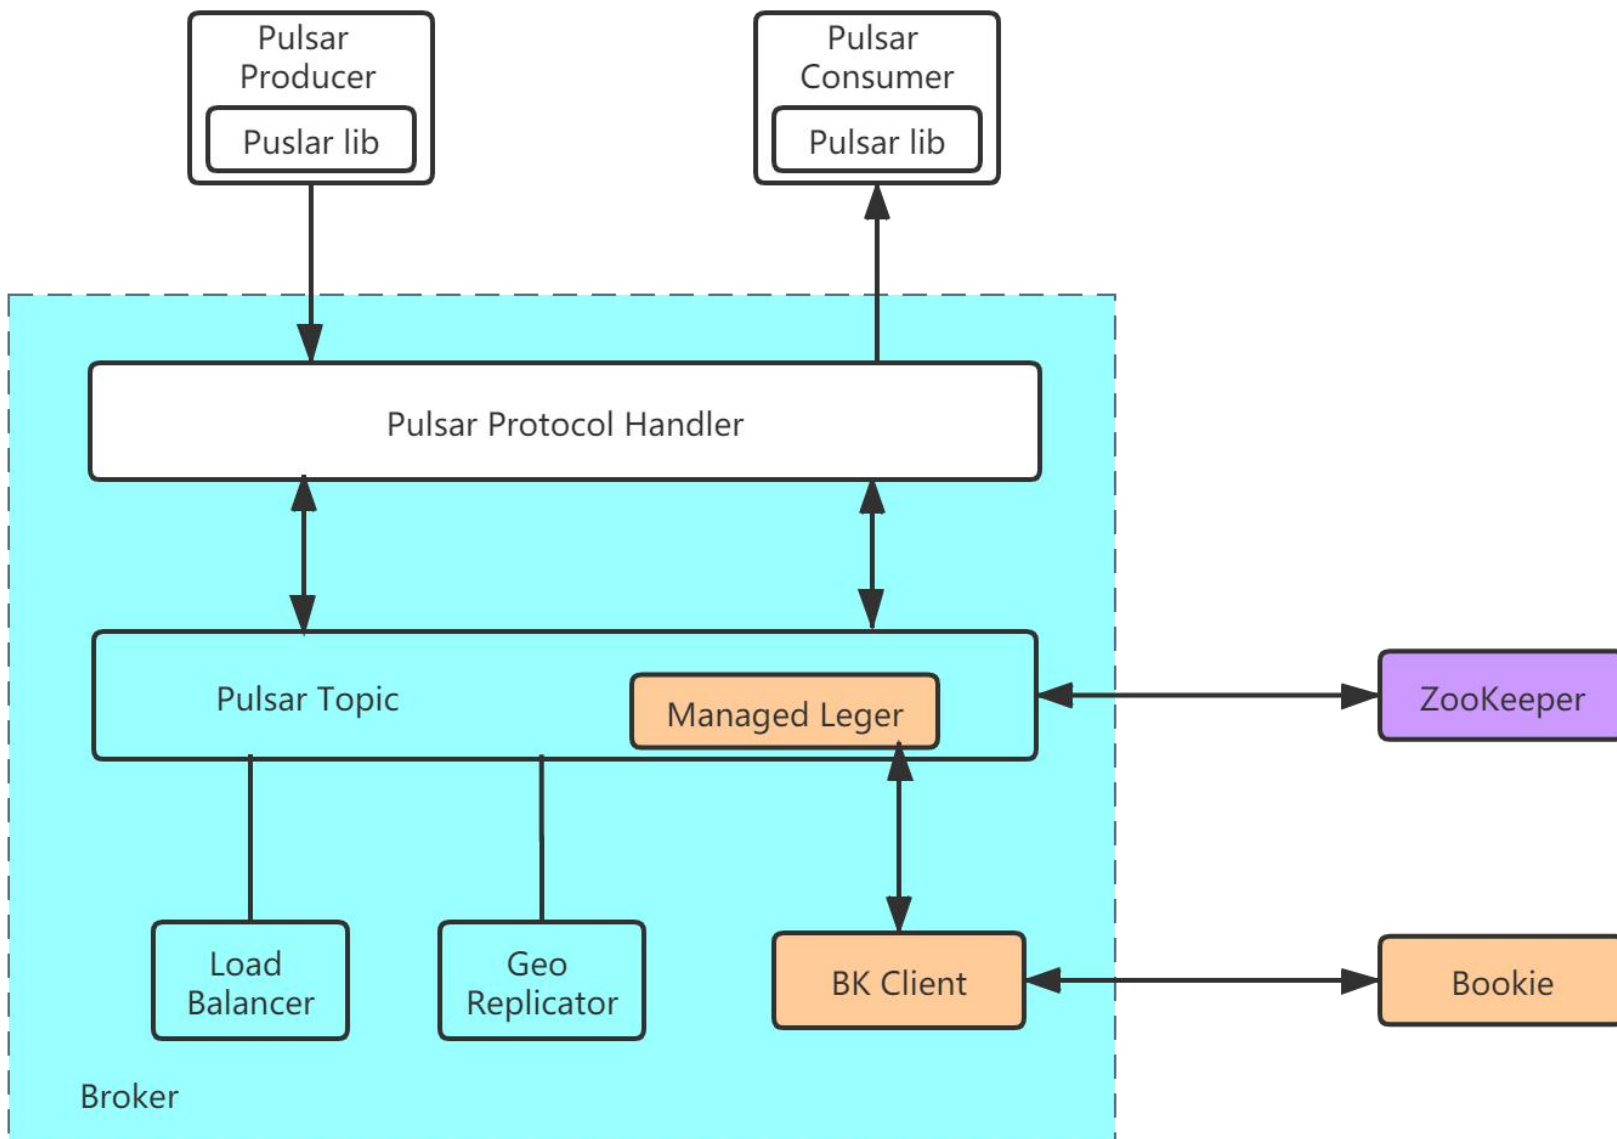 Pulsar
Producer
Puslar lib
Pulsar
Consumer
Pulsar lib
Pulsar Protocol Handler
Pulsar Topic
Managed Leger
ZooKeeper
Load
Balancer
Geo
Replicator
BK Client
Bookie
Broker